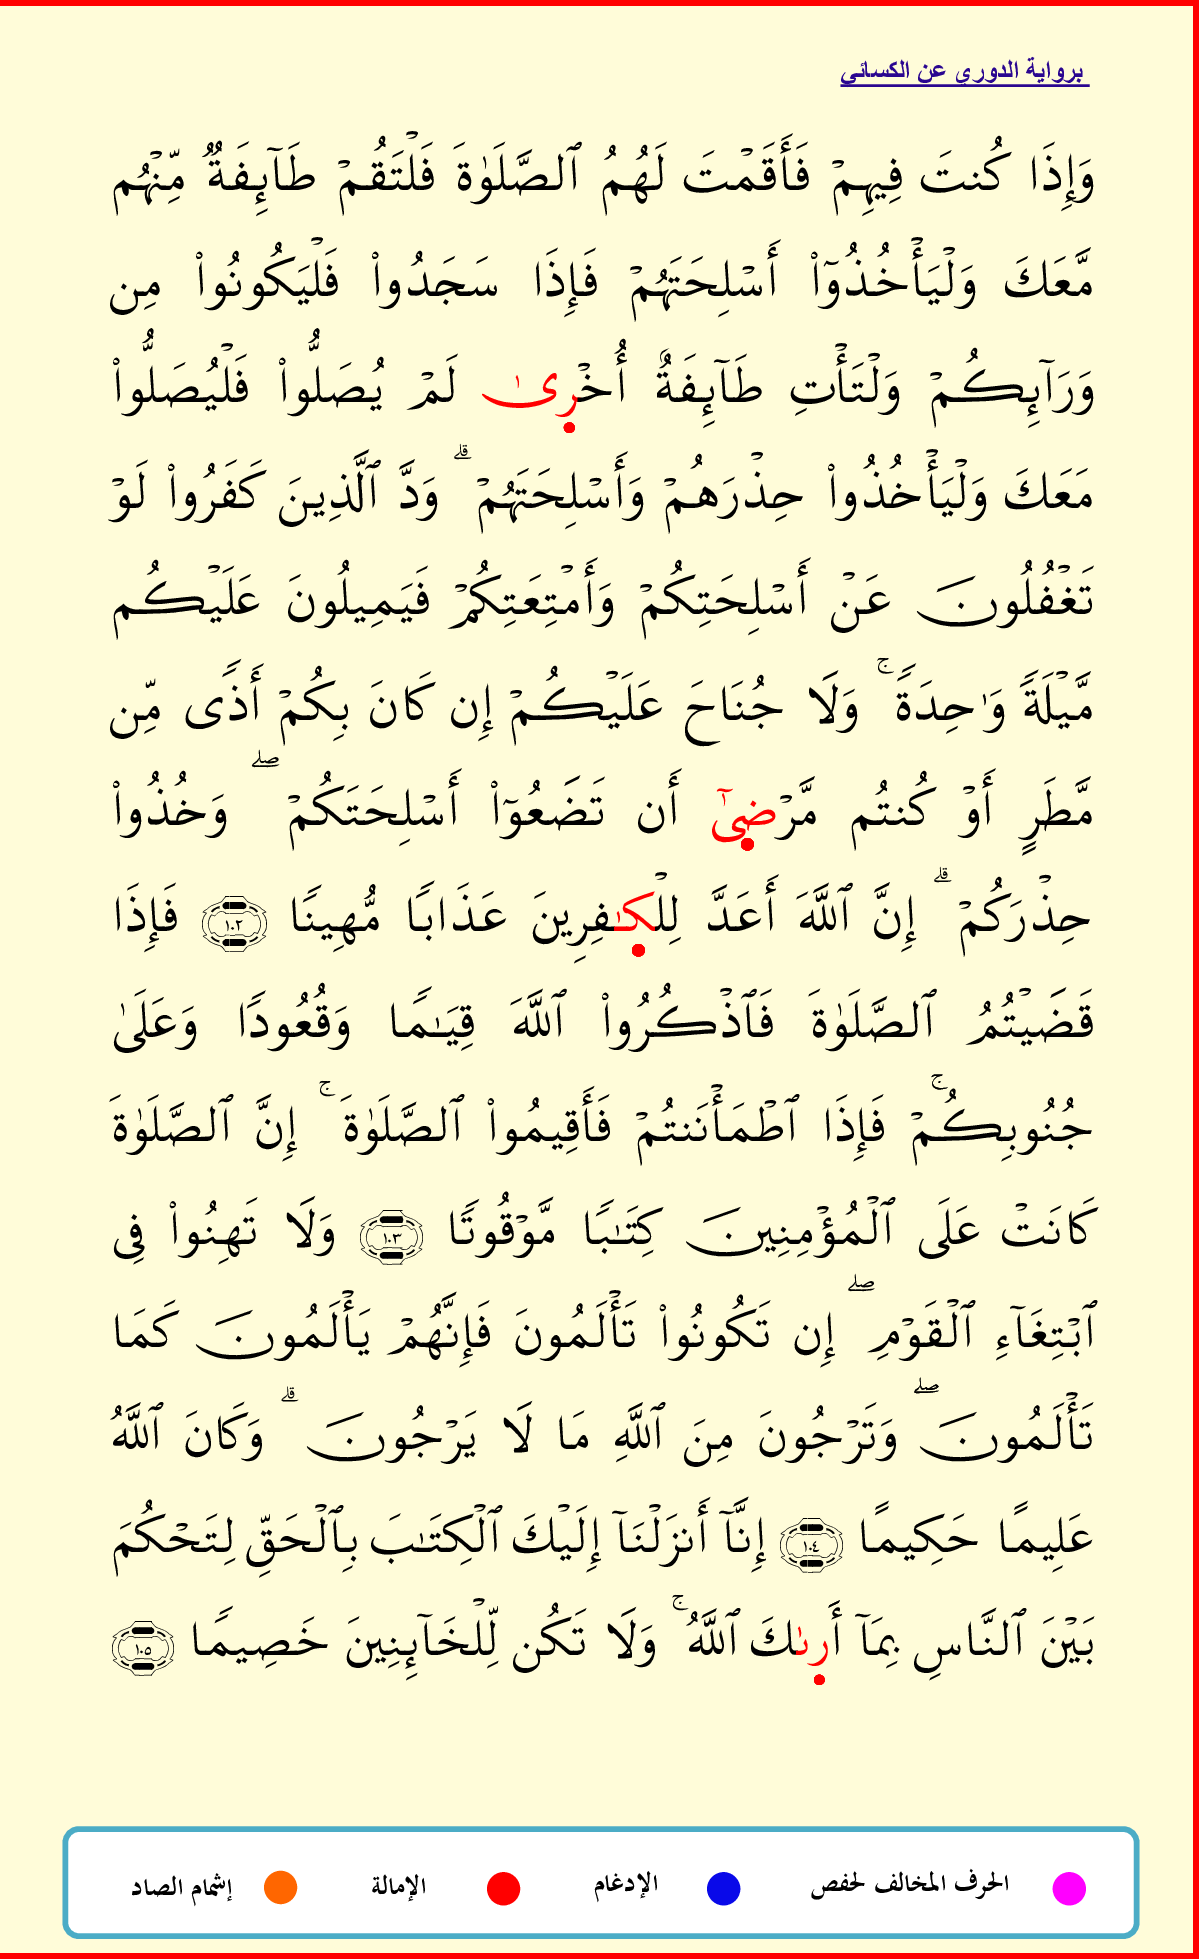 برواية الدوري عن الكسائي
وَإِذَا كُنتَ فِيهِمۡ فَأَقَمۡتَ لَهُمُ ٱلصَّلَوٰةَ فَلۡتَقُمۡ طَآئِفَةٞ مِّنۡهُم
مَّعَكَ وَلۡيَأۡخُذُوٓاْ أَسۡلِحَتَهُمۡ فَإِذَا سَجَدُواْ فَلۡيَكُونُواْ مِن
وَرَآئِكُمۡ وَلۡتَأۡتِ طَآئِفَةٌ أُخۡرِىٰ لَمۡ يُصَلُّواْ فَلۡيُصَلُّواْ
مَعَكَ وَلۡيَأۡخُذُواْ حِذۡرَهُمۡ وَأَسۡلِحَتَهُمۡۗ وَدَّ ٱلَّذِينَ كَفَرُواْ لَوۡ
تَغۡفُلُونَ عَنۡ أَسۡلِحَتِكُمۡ وَأَمۡتِعَتِكُمۡ فَيَمِيلُونَ عَلَيۡكُم
مَّيۡلَةٗ وَٰحِدَةٗۚ وَلَا جُنَاحَ عَلَيۡكُمۡ إِن كَانَ بِكُمۡ أَذٗى مِّن
مَّطَرٍ أَوۡ كُنتُم مَّرۡضِىٰٓ أَن تَضَعُوٓاْ أَسۡلِحَتَكُمۡۖ وَخُذُواْ
حِذۡرَكُمۡۗ إِنَّ ٱللَّهَ أَعَدَّ لِلۡكَٰفِرِينَ عَذَابٗا مُّهِينٗا ١٠٢ فَإِذَا
قَضَيۡتُمُ ٱلصَّلَوٰةَ فَٱذۡكُرُواْ ٱللَّهَ قِيَٰمٗا وَقُعُودٗا وَعَلَىٰ
جُنُوبِكُمۡۚ فَإِذَا ٱطۡمَأۡنَنتُمۡ فَأَقِيمُواْ ٱلصَّلَوٰةَۚ إِنَّ ٱلصَّلَوٰةَ
كَانَتۡ عَلَى ٱلۡمُؤۡمِنِينَ كِتَٰبٗا مَّوۡقُوتٗا ١٠٣ وَلَا تَهِنُواْ فِى
ٱبۡتِغَآءِ ٱلۡقَوۡمِۖ إِن تَكُونُواْ تَأۡلَمُونَ فَإِنَّهُمۡ يَأۡلَمُونَ كَمَا
تَأۡلَمُونَۖ وَتَرۡجُونَ مِنَ ٱللَّهِ مَا لَا يَرۡجُونَۗ وَكَانَ ٱللَّهُ
عَلِيمًا حَكِيمًا ١٠٤ إِنَّآ أَنزَلۡنَآ إِلَيۡكَ ٱلۡكِتَٰبَ بِٱلۡحَقِّ لِتَحۡكُمَ
بَيۡنَ ٱلنَّاسِ بِمَآ أَرِىٰكَ ٱللَّهُۚ وَلَا تَكُن لِّلۡخَآئِنِينَ خَصِيمٗا ١٠٥
الحرف المخالف لحفص الإدغام الإمالة إشمام الصاد